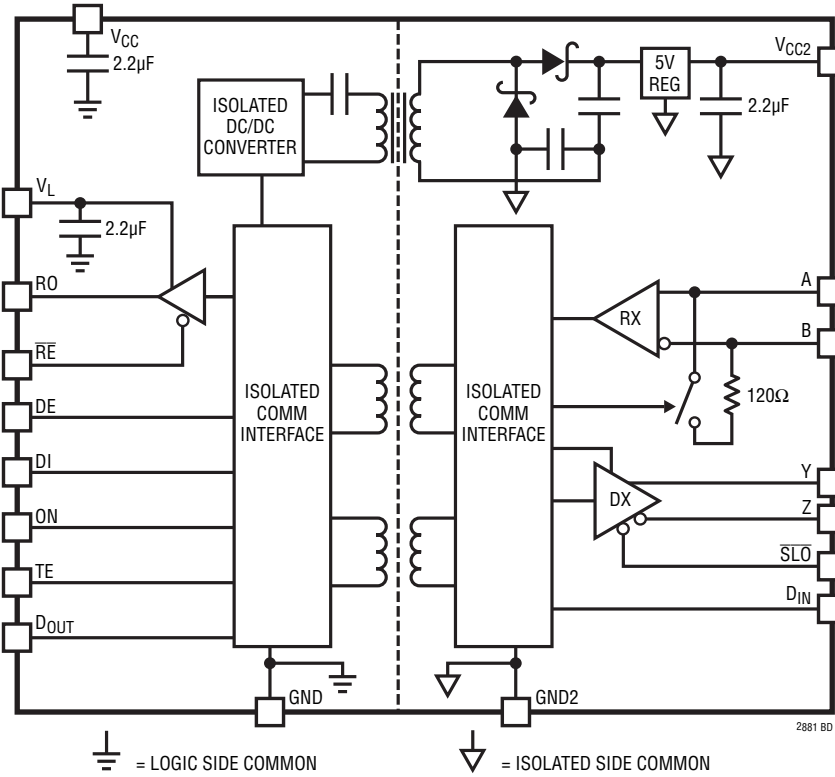 VCC
2.2µF
ISOLATED
DC/DC
CONVERTER
5V
REG
VCC2
2.2µF
VL
2.2µF
RO
RE
DE
DI
ON
TE
DOUT
ISOLATED
COMM
INTERFACE
ISOLATED
COMM
INTERFACE
RX
A
B
120Ω
DX
Y
Z
SLO
DIN
GND
GND2
2881 BD
= LOGIC SIDE COMMON
= ISOLATED SIDE COMMON